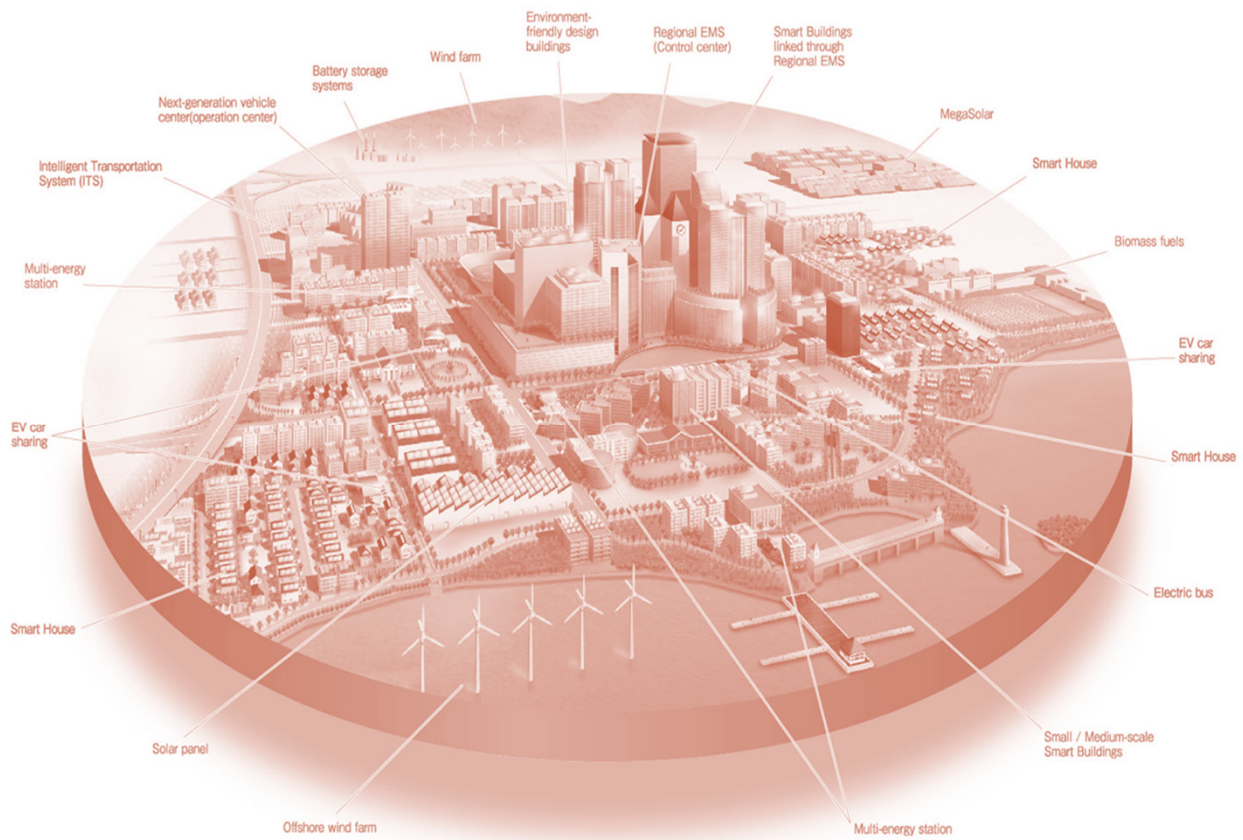 Environment-
friendly design
buildings
Regional EMS
(Control center)
Smart Buildings
linked through
Regional EMS
Wind farm
Battery storage
systems
Next-generation vehicle
center(operation center)
MegaSolar
Intelligent Transportation
System (ITS)
Smart House
Multi-energy
station
Biomass fuels
EV car
sharing
EV car
sharing
Smart House
Electric bus
Smart House
Solar panel
Small / Medium-scale
Smart Buildings
Offshore wind farm
Multi-energy station